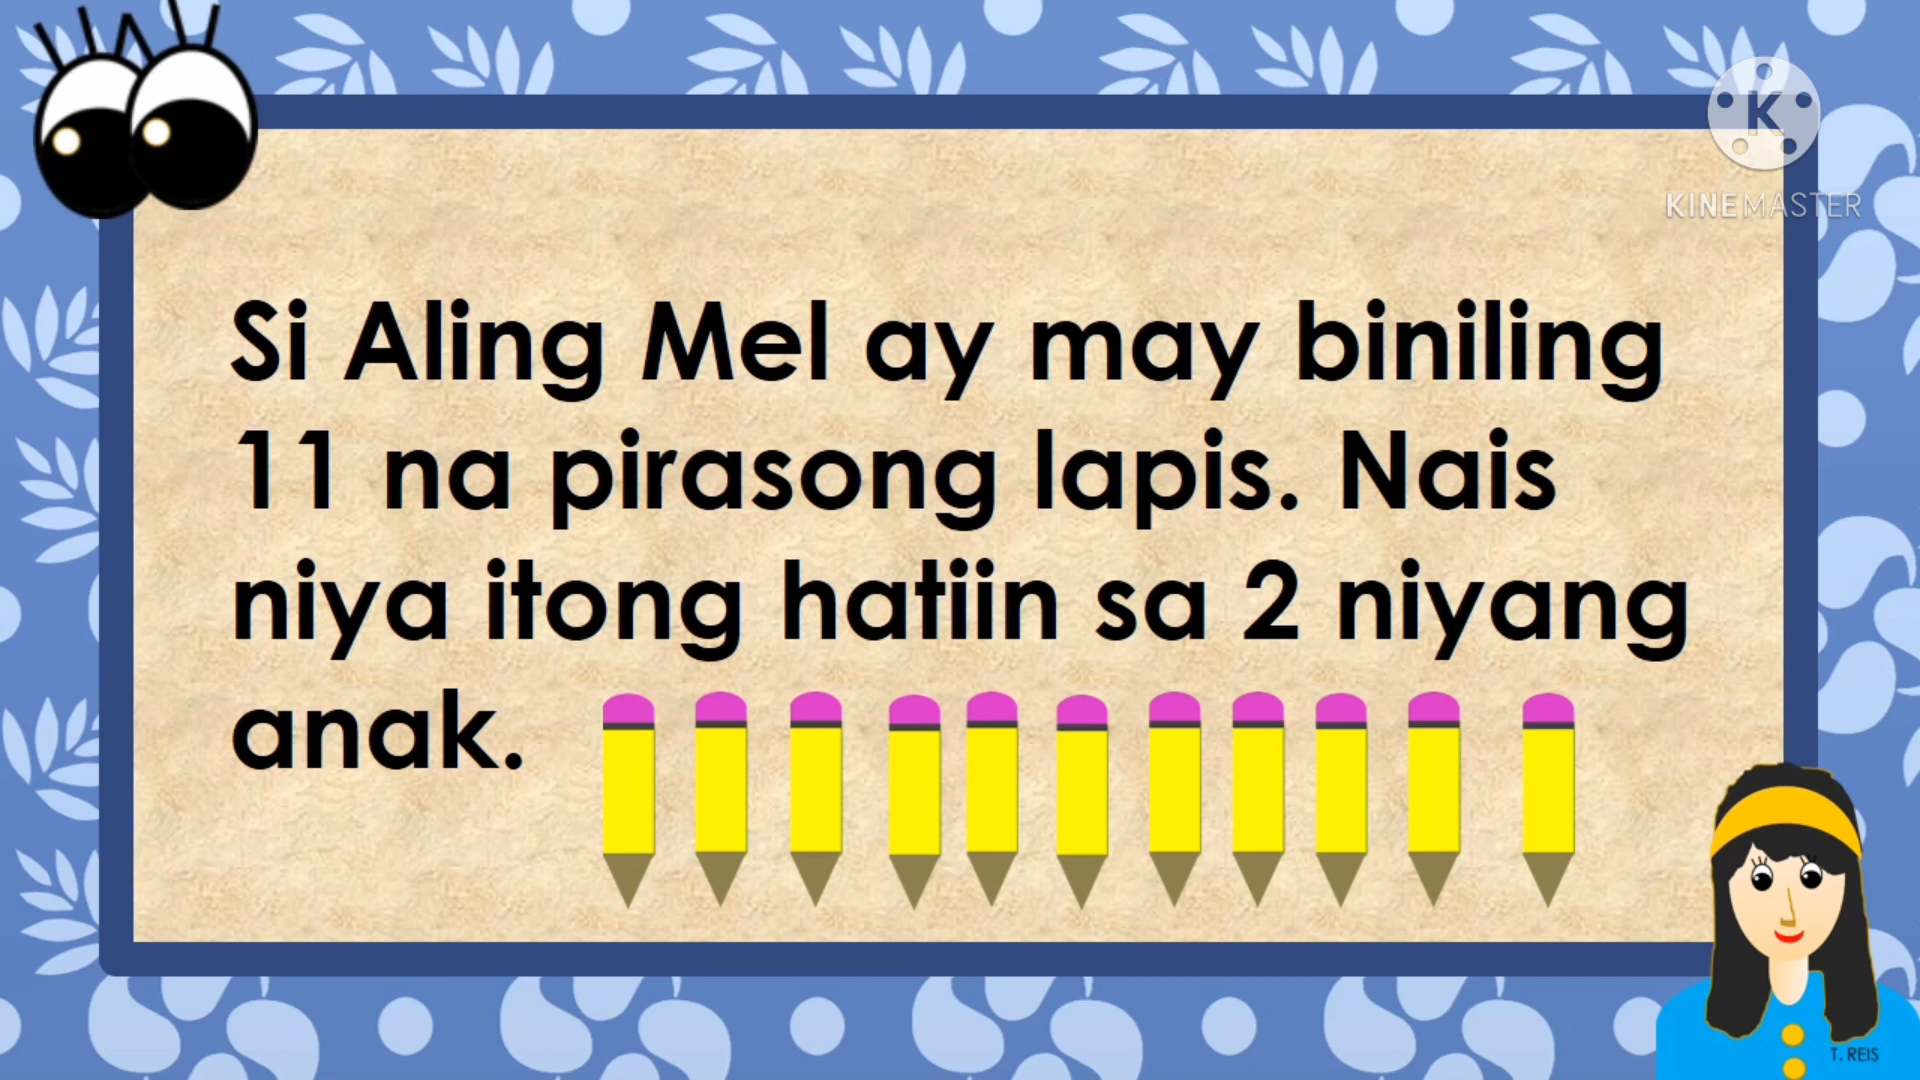 K
KINEMASTER
Si Aling Mel ay may biniling
11 na pirasong lapis. Nais
niya itong hatiin sa 2 niyang
anak.
T. REIS